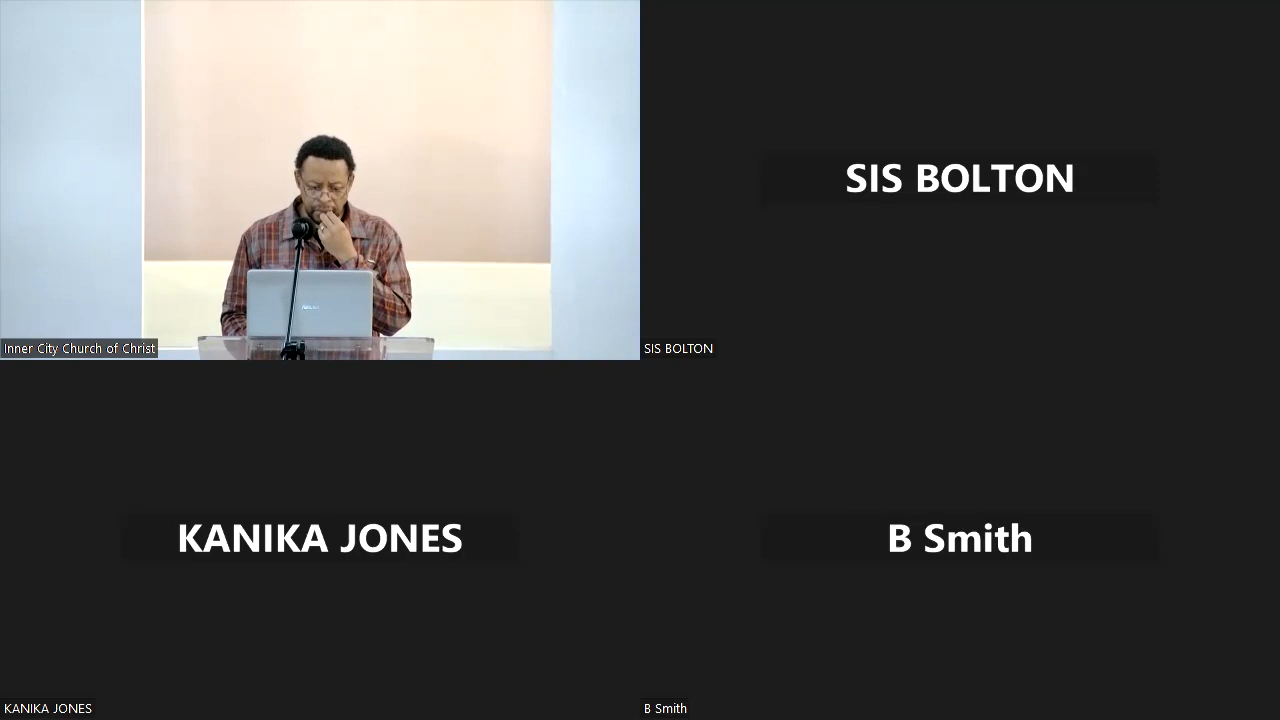 SIS BOLTON
Inner City Church of Christ
SIS BOLTON
KANIKA JONES
B Smith
KANIKA JONES
B Smith